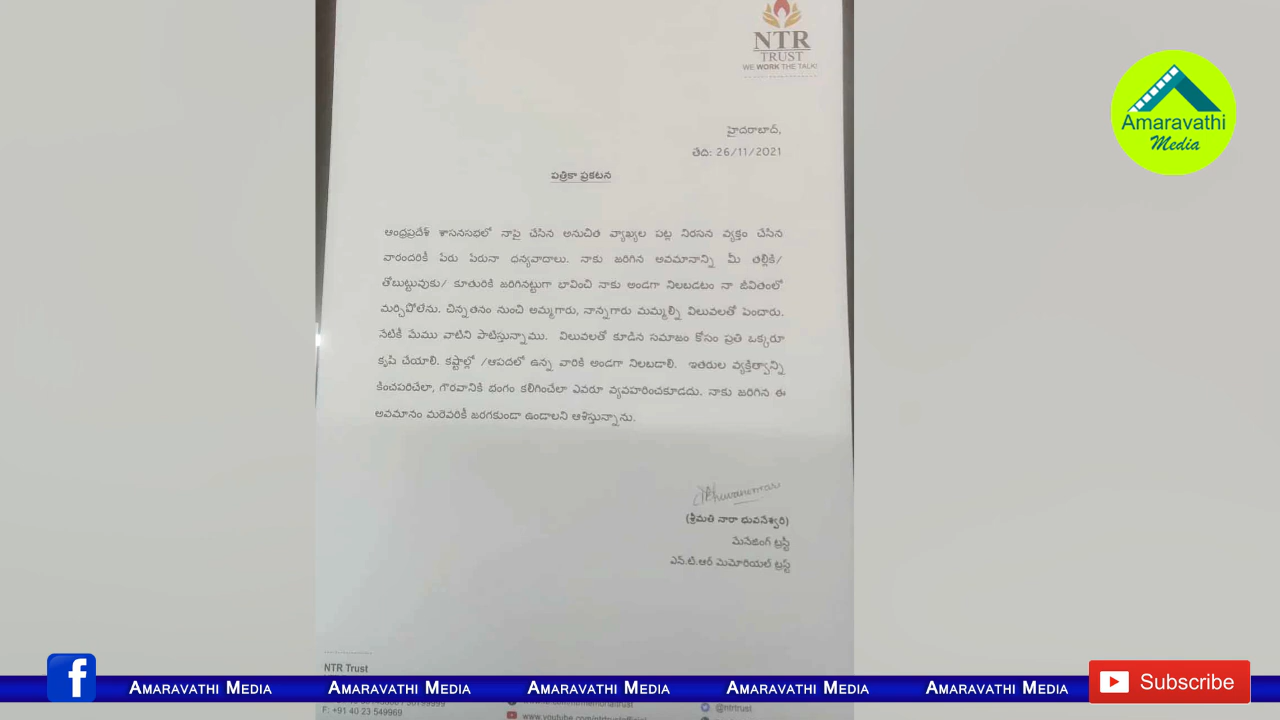 NTR
TRUST
WE WORK THE TALK!
Amaravathi
Media
హైదరాబాద్,
తేది: 26/11/2021
పత్రికా ప్రకటన
ఆంధ్రప్రదేశ్ శాసనసభలో నాపై చేసిన అనుచిత వ్యాఖ్యల పట్ల నిరసన వ్యక్తం చేసిన
వారందరికీ పేరు పేరునా ధన్యవాదాలు. నాకు జరిగిన అవమానాన్ని మీ తల్లికి/
తోబుట్టువుకు/ కూతురికి జరిగినట్టుగా భావించి నాకు అండగా నిలబడటం నా జీవితంలో
మర్చిపోలేను. చిన్నతనం నుంచి అమ్మగారు, నాన్నగారు మమ్మల్ని విలువలతో పెంచారు.
నేటికీ మేము వాటిని పాటిస్తున్నాము. విలువలతో కూడిన సమాజం కోసం ప్రతి ఒక్కరూ
కృషి చేయాలి. కష్టాల్లో /ఆపదలో ఉన్న వారికి అండగా నిలబడాలి. ఇతరుల వ్యక్తిత్వాన్ని
కించపరిచేలా, గౌరవానికి భంగం కలిగించేలా ఎవరూ వ్యవహరించకూడదు. నాకు జరిగిన ఈ
అవమానం మరెవరికీ జరగకుండా ఉండాలని ఆశిస్తున్నాను.
(శ్రీమతి నారా భువనేశ్వరి)
మేనేజింగ్ ట్రస్టీ
ఎన్.టి.ఆర్ మెమోరియల్ ట్రస్ట్
NTR Trust
f Amaravathi Media Amaravathi Media Amaravathi Media Amaravathi Media Amaravathi Media Subscribe
F: +91 40 23 549969
@ntrtrust